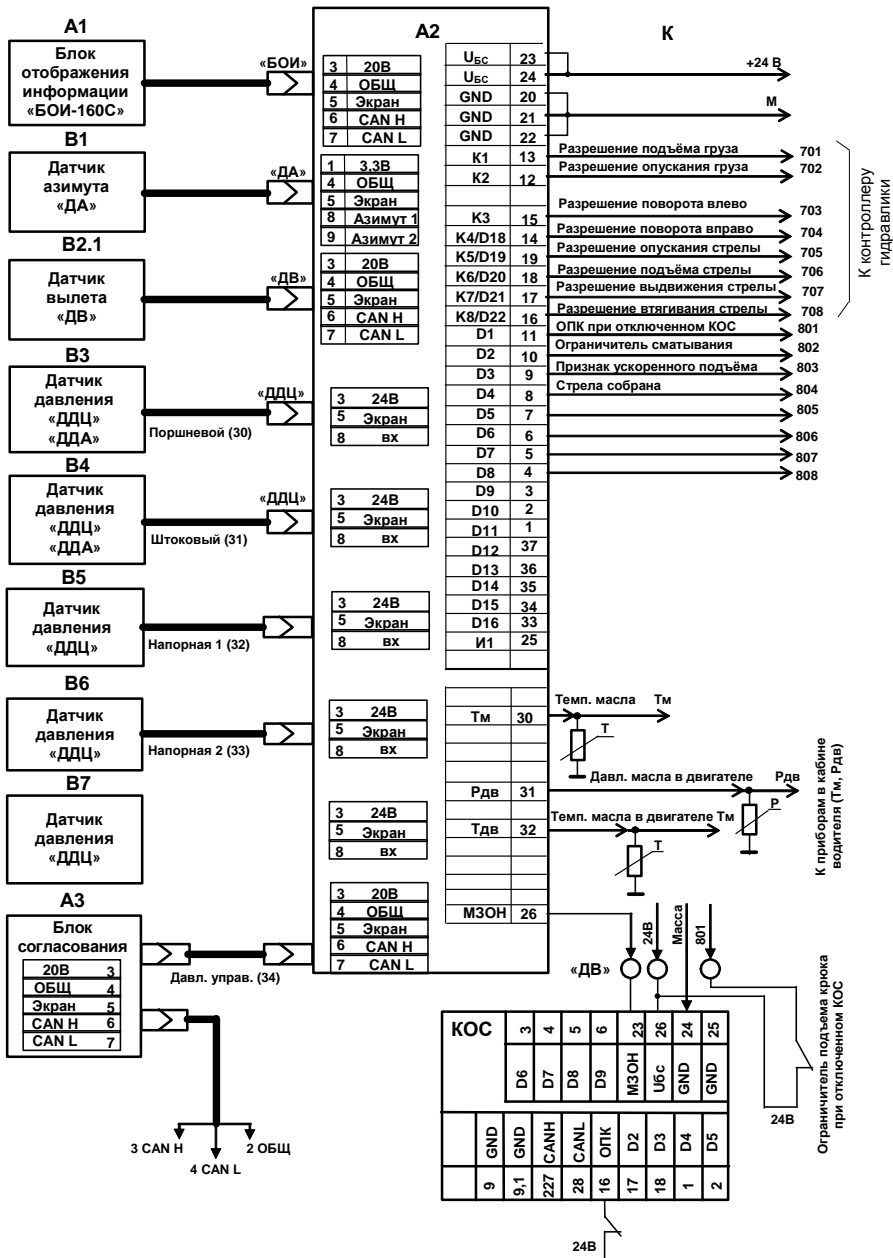 А1
Блок
отображения
информации
«БОИ-160С»
«БОИ»
В1
Датчик
азимута
«ДА»
«ДА»
В2.1
Датчик
вылета
«ДВ»
«ДВ»
В3
Датчик
давления
«ДДЦ»
«ДДА»
«ДДЦ»
Поршневой (30)
В4
Датчик
давления
«ДДЦ»
«ДДА»
«ДДЦ»
Штоковый (31)
В5
Датчик
давления
«ДДЦ»
Напорная 1 (32)
В6
Датчик
давления
«ДДЦ»
Напорная 2 (33)
В7
Датчик
давления
«ДДЦ»
А3
Блок
согласования
20В 3
ОБЩ 4
Экран 5
CAN H 6
CAN L 7
Давл. управ. (34)
3 CAN H
4 CAN L
2 ОБЩ
А2
3 20В
4 ОБЩ
5 Экран
6 CAN H
7 CAN L
1 3,3В
4 ОБЩ
5 Экран
8 Азимут 1
9 Азимут 2
3 20В
4 ОБЩ
5 Экран
6 CAN H
7 CAN L
3 24В
5 Экран
8 вх
3 24В
5 Экран
8 вх
3 24В
5 Экран
8 вх
3 24В
5 Экран
8 вх
3 24В
5 Экран
8 вх
3 20В
4 ОБЩ
5 Экран
6 CAN H
7 CAN L
UБС 23
UБС 24
GND 20
GND 21
GND 22
К1 13
К2 12
К3 15
K4/D18 14
K5/D19 19
K6/D20 18
K7/D21 17
K8/D22 16
D1 11
D2 10
D3 9
D4 8
D5 7
D6 6
D7 5
D8 4
D9 3
D10 2
D11 1
D12 37
D13 36
D14 35
D15 34
D16 33
И1 25
Тм 30
Рдв 31
Тдв 32
МЗОН 26
К
+24 В
М
Разрешение подъёма груза 701
Разрешение опускания груза 702
Разрешение поворота влево 703
Разрешение поворота вправо 704
Разрешение опускания стрелы 705
Разрешение подъёма стрелы 706
Разрешение выдвижения стрелы 707
Разрешение втягивания стрелы 708
ОПК при отключенном КОС 801
Ограничитель сматывания 802
Признак ускоренного подъёма 803
Стрела собрана 804
805
806
807
808
К контроллеру
гидравлики
Темп. масла Тм
Т
Давл. масла в двигателе Рдв
Р
Темп. масла в двигателе Тм
Т
К приборам в кабине
водителя (Тм, Рдв)
«ДВ»
24В
Масса
801
КОС
3 4 5 6 23 26 24 25
D6 D7 D8 D9 МЗОН Uбс GND GND
GND GND CANH CANL ОПК D2 D3 D4 D5
9 9,1 227 28 16 17 18 1 2
24В
24В
Ограничитель подъема крюка
при отключенном КОС